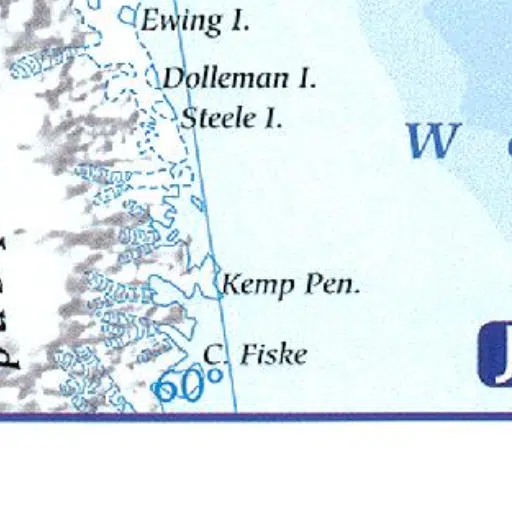 Ewing I.
Dolleman I.
Steele I.
W
Kemp Pen.
J
C. Fiske
60°